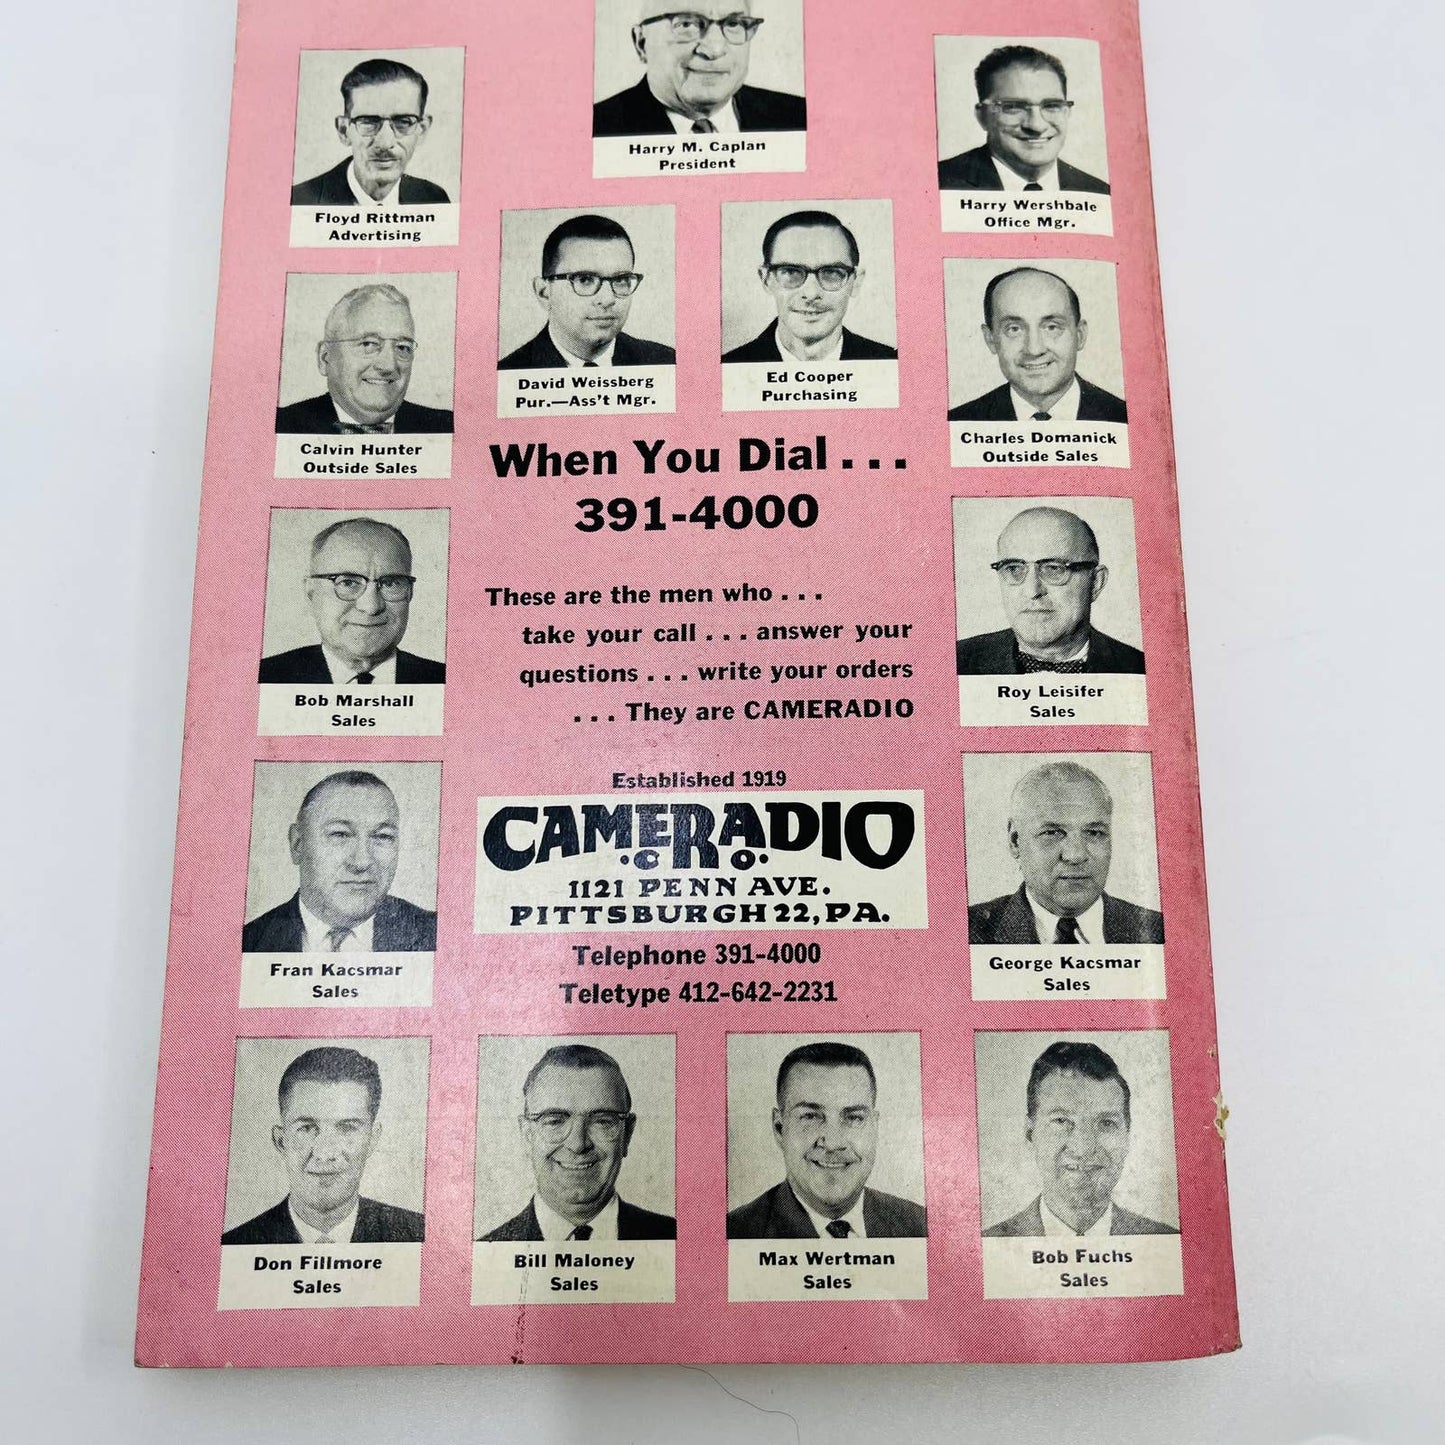 Harry M. Caplan
President
Floyd Rittman
Advertising
Harry Wershbale
Office Mgr.
David Weissberg
Pur.—Ass't Mgr.
Ed Cooper
Purchasing
Calvin Hunter
Outside Sales
Charles Domanick
Outside Sales
When You Dial . . .
391-4000
These are the men who . . .
take your call . . . answer your
questions . . . write your orders
. . . They are CAMERADIO
Bob Marshall
Sales
Roy Leisifer
Sales
Established 1919
CAMERADIO
·CO·
1121 PENN AVE.
PITTSBURGH 22, PA.
Telephone 391-4000
Teletype 412-642-2231
Fran Kacsmar
Sales
George Kacsmar
Sales
Don Fillmore
Sales
Bill Maloney
Sales
Max Wertman
Sales
Bob Fuchs
Sales